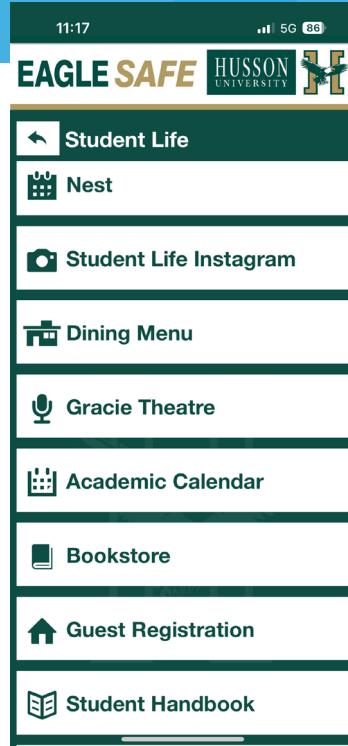 11:17
5G 86
EAGLE SAFE HUSSON
UNIVERSITY
Student Life
Nest
Student Life Instagram
Dining Menu
Gracie Theatre
Academic Calendar
Bookstore
Guest Registration
Student Handbook